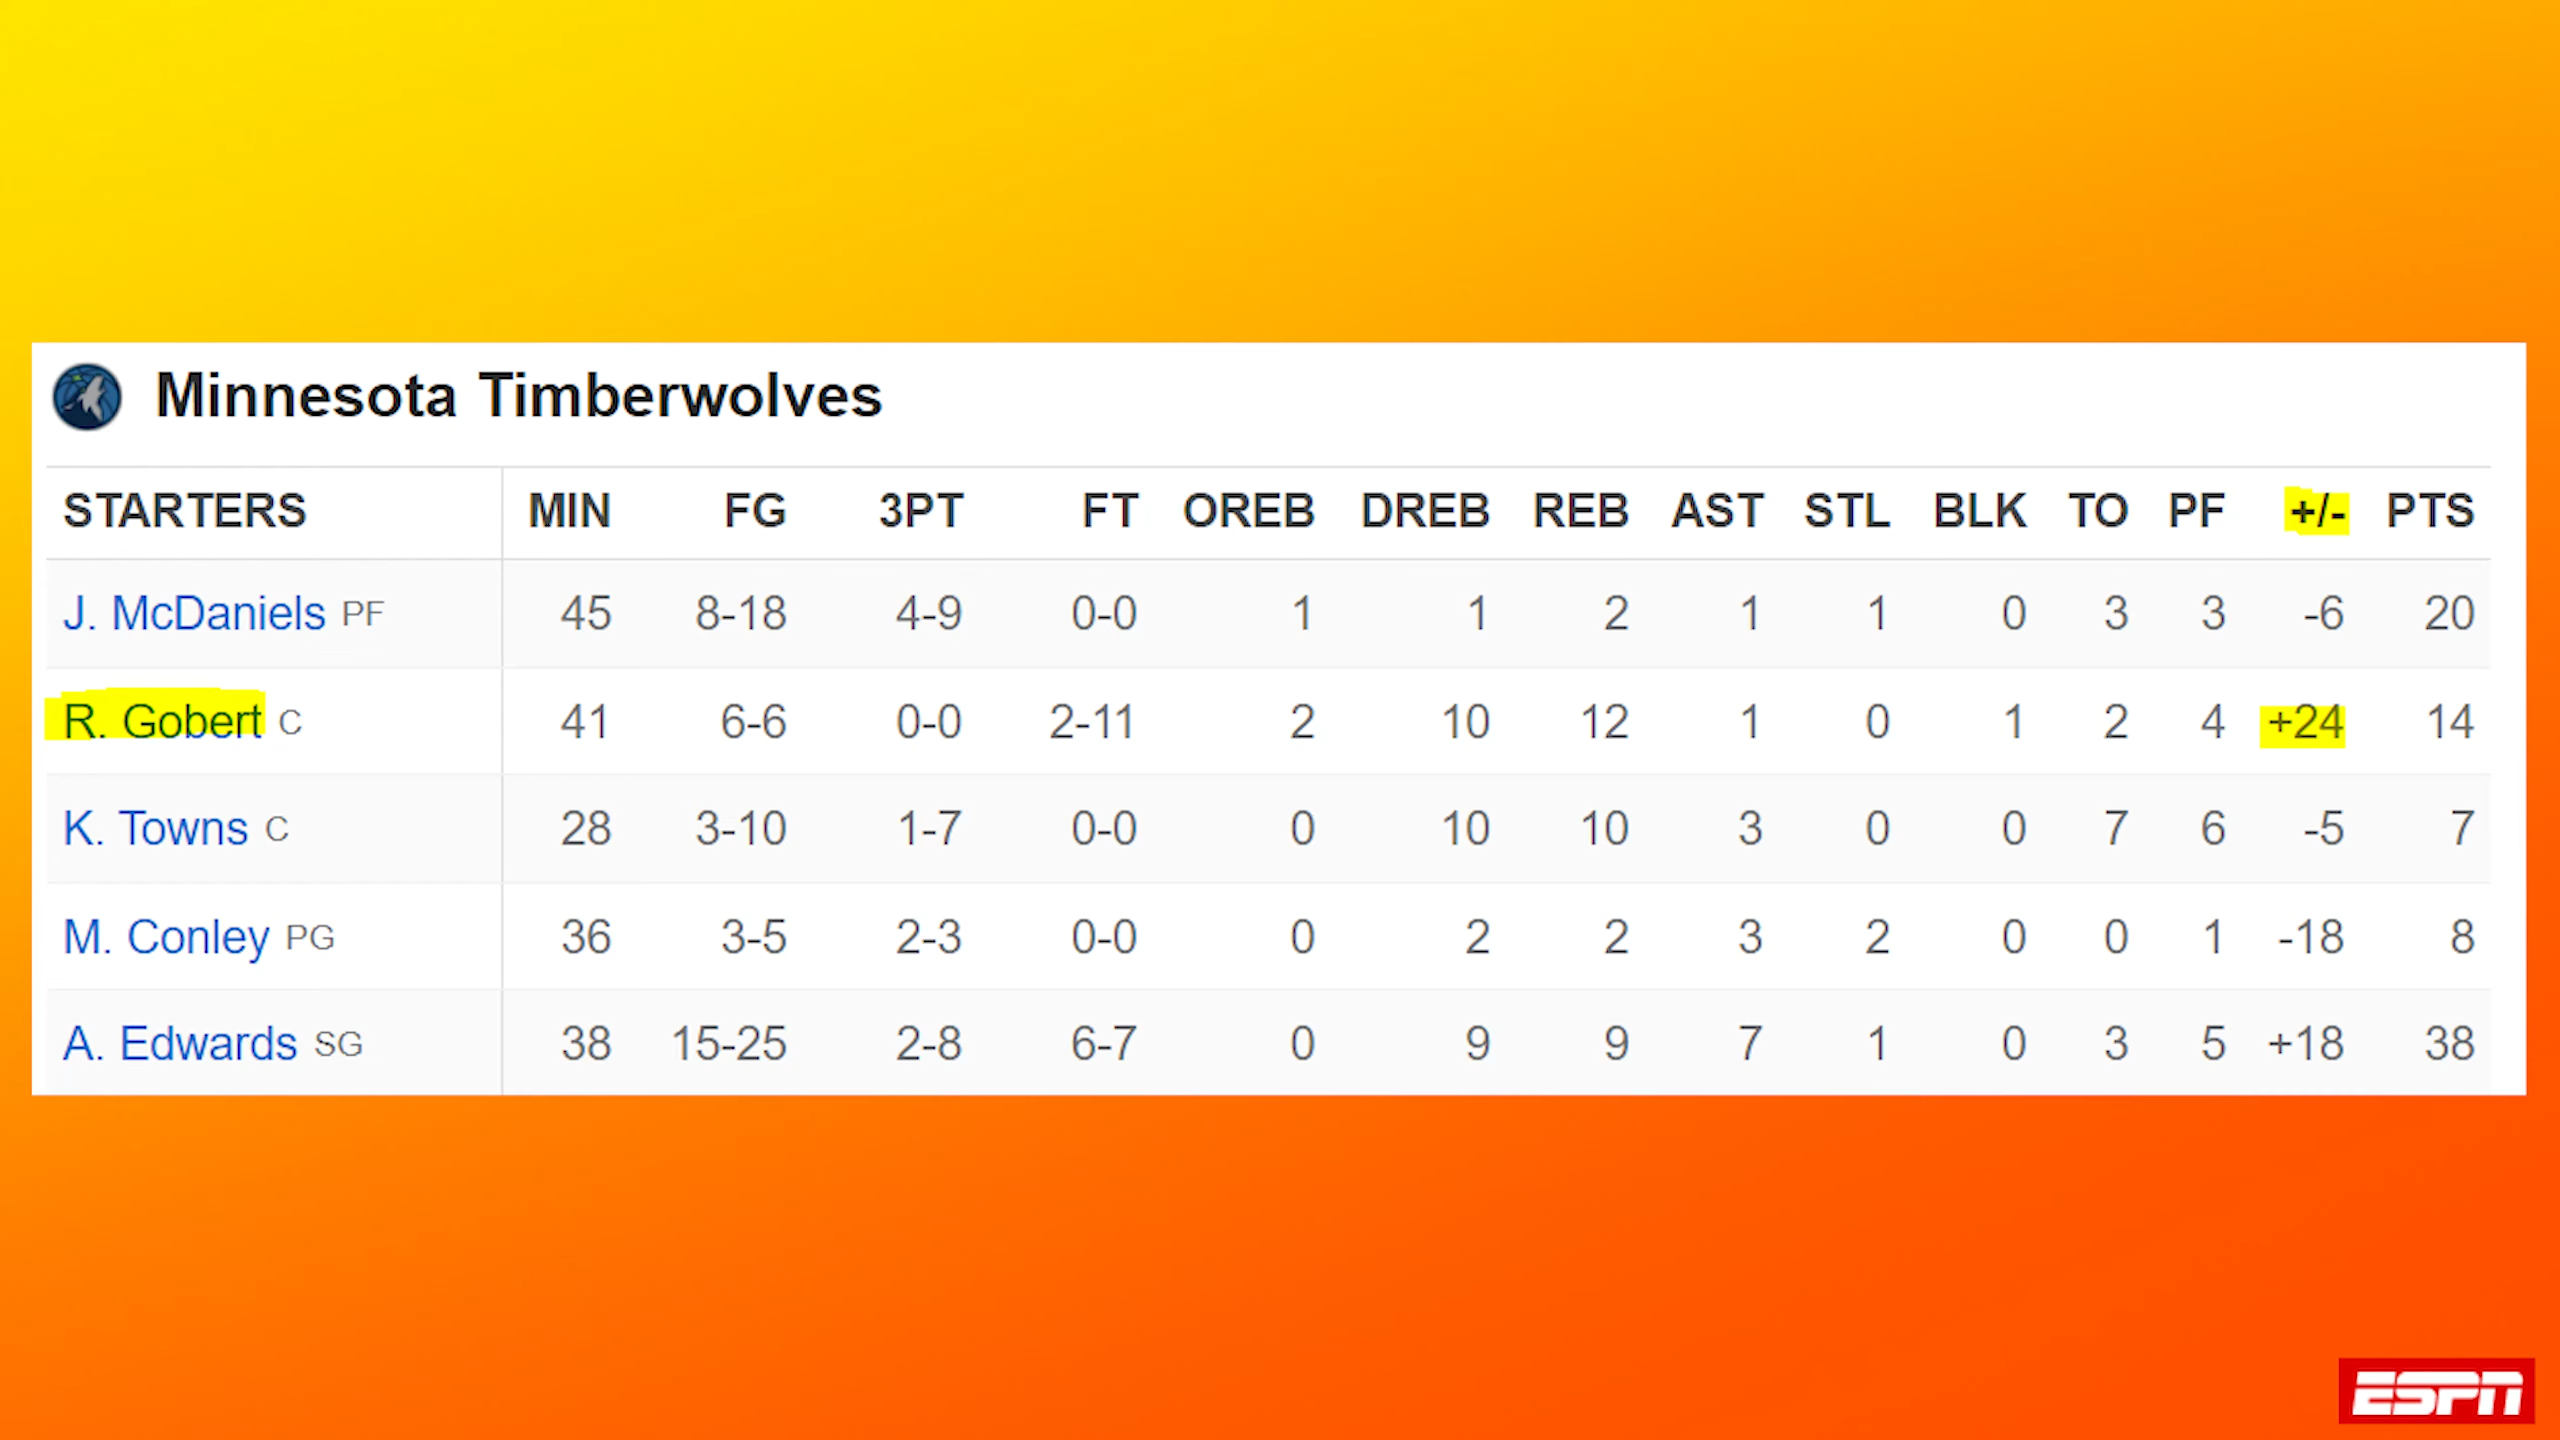 Minnesota Timberwolves
STARTERS MIN FG 3PT FT OREB DREB REB AST STL BLK TO PF +/- PTS
J. McDaniels PF 45 8-18 4-9 0-0 1 1 2 1 1 0 3 3 -6 20
R. Gobert C 41 6-6 0-0 2-11 2 10 12 1 0 1 2 4 +24 14
K. Towns C 28 3-10 1-7 0-0 0 10 10 3 0 0 7 6 -5 7
M. Conley PG 36 3-5 2-3 0-0 0 2 2 3 2 0 0 1 -18 8
A. Edwards SG 38 15-25 2-8 6-7 0 9 9 7 1 0 3 5 +18 38
ESPN